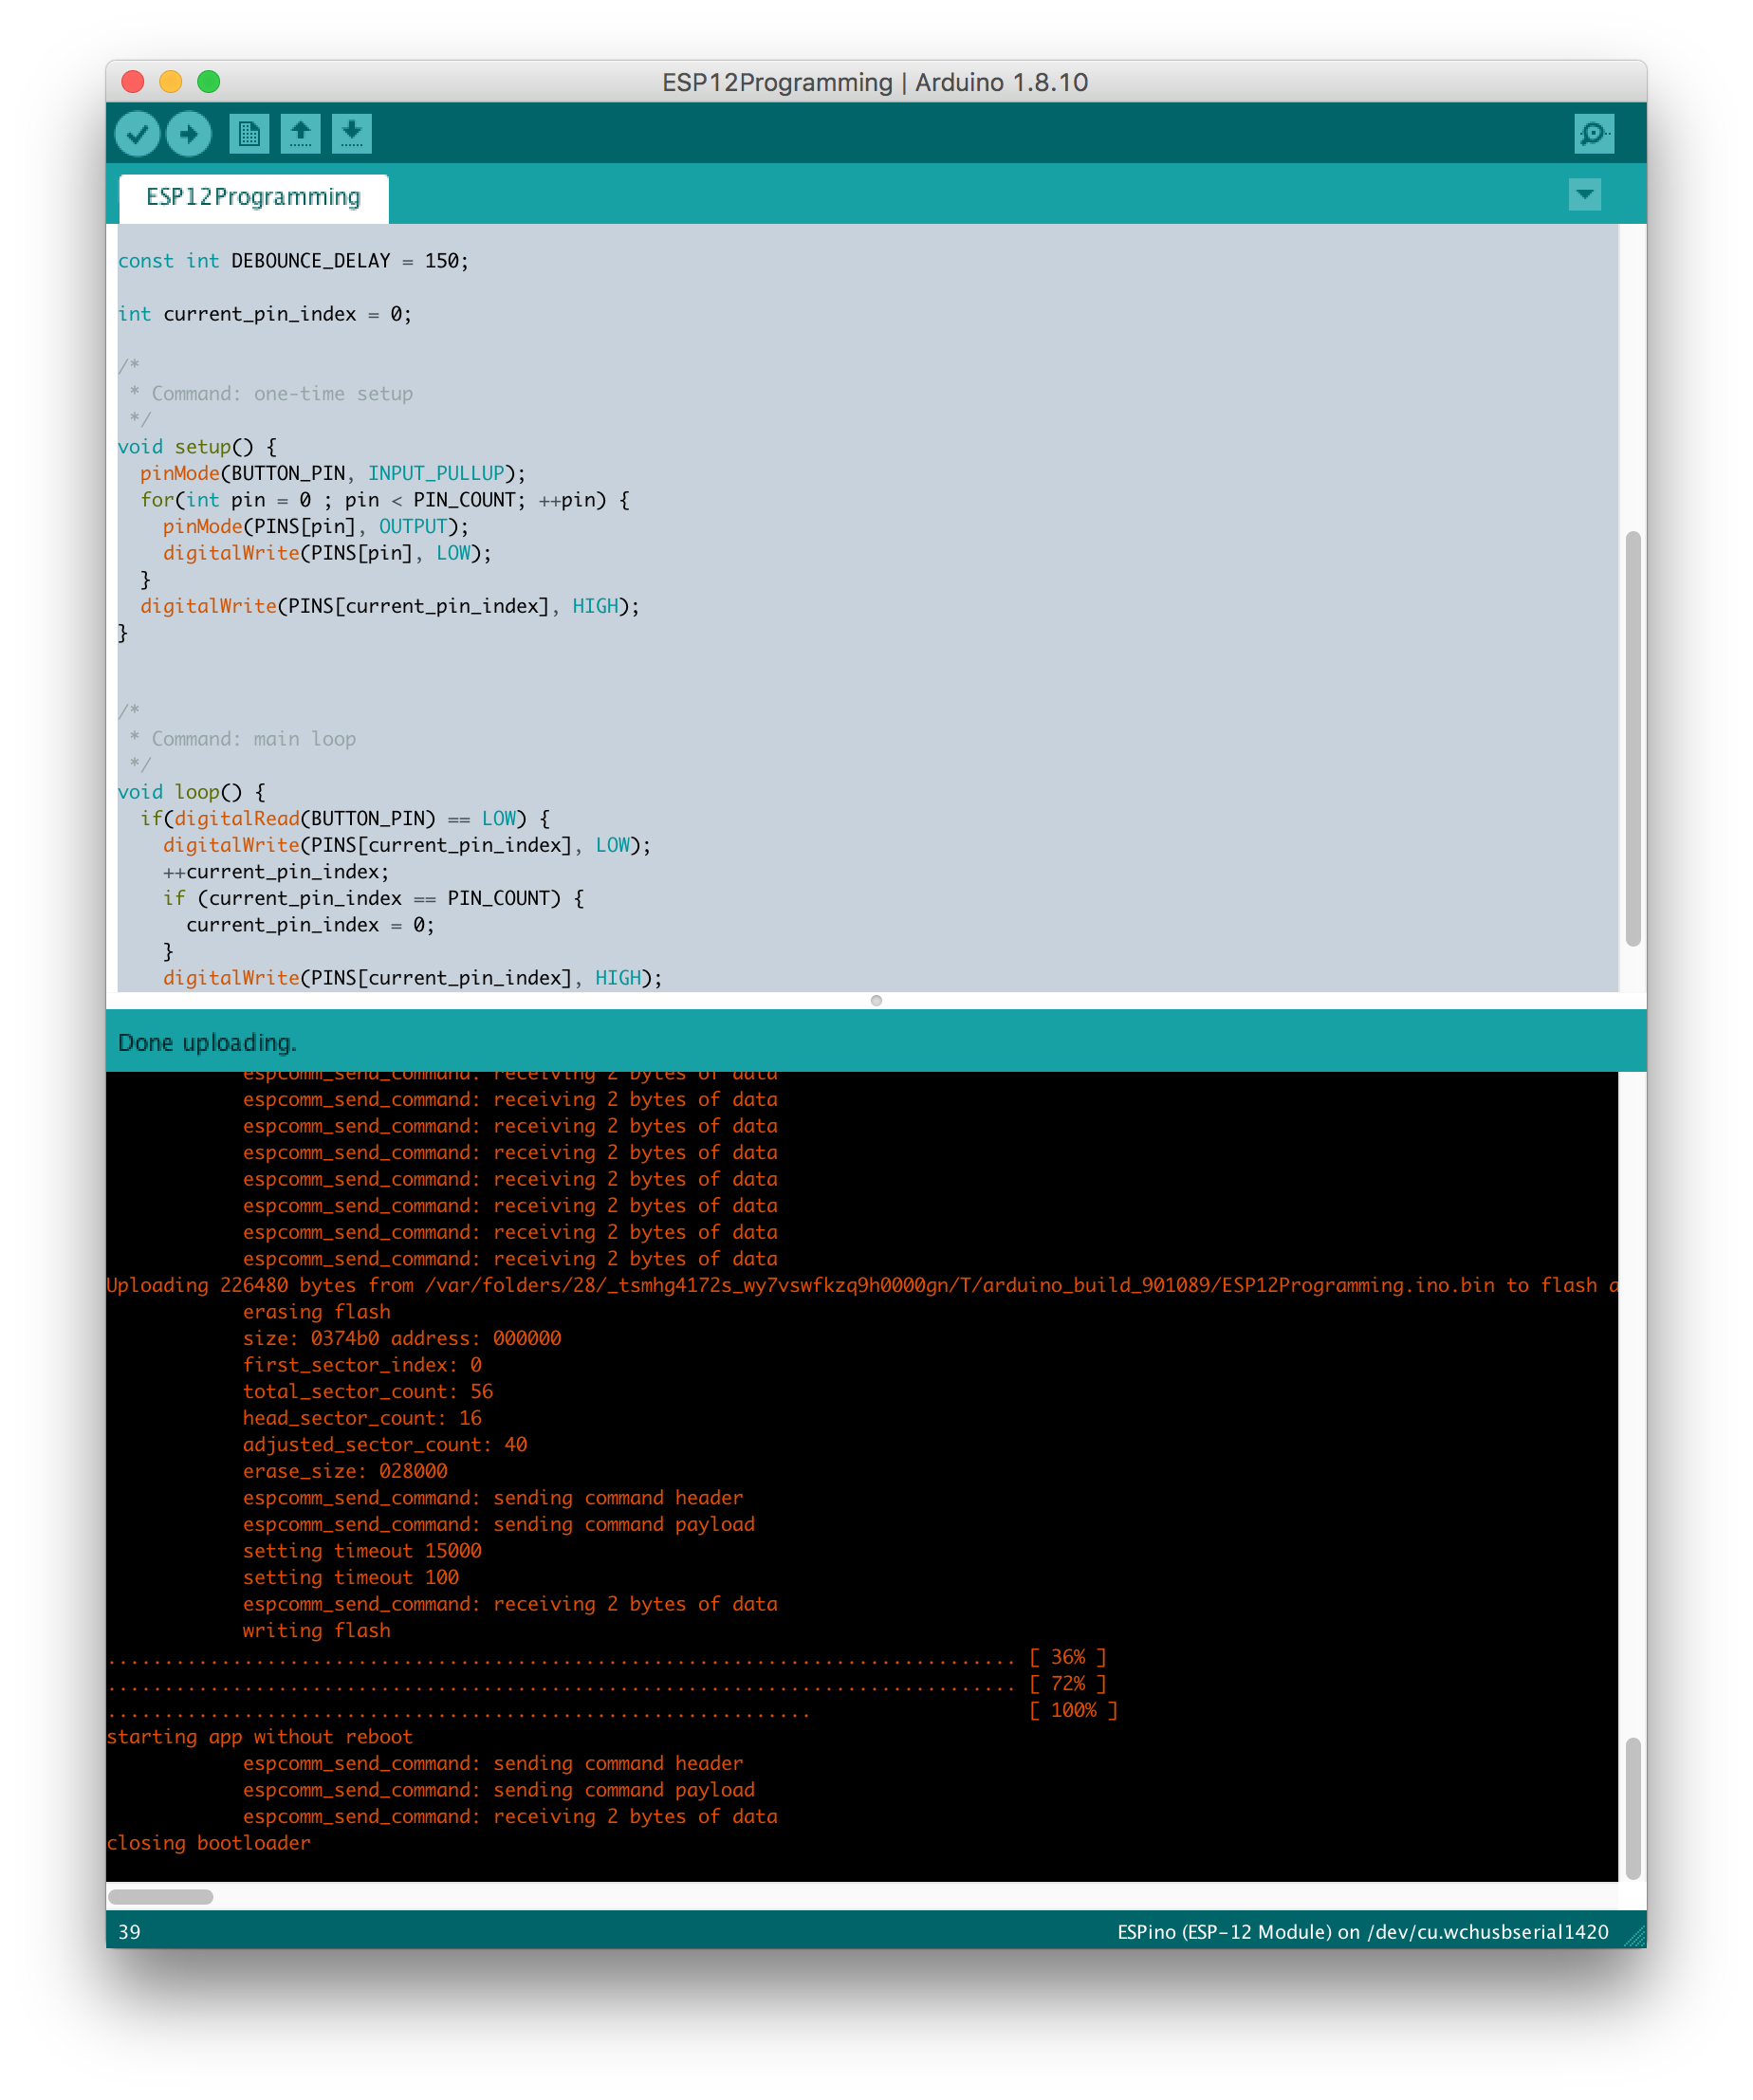 ESP12Programming | Arduino 1.8.10
ESP12Programming
const int DEBOUNCE_DELAY = 150;
int current_pin_index = 0;
/*
 * Command: one-time setup
 */
void setup() {
  pinMode(BUTTON_PIN, INPUT_PULLUP);
  for(int pin = 0 ; pin < PIN_COUNT; ++pin) {
    pinMode(PINS[pin], OUTPUT);
    digitalWrite(PINS[pin], LOW);
  }
  digitalWrite(PINS[current_pin_index], HIGH);
}
/*
 * Command: main loop
 */
void loop() {
  if(digitalRead(BUTTON_PIN) == LOW) {
    digitalWrite(PINS[current_pin_index], LOW);
    ++current_pin_index;
    if (current_pin_index == PIN_COUNT) {
      current_pin_index = 0;
    }
    digitalWrite(PINS[current_pin_index], HIGH);
Done uploading.
espcomm_send_command: receiving 2 bytes of data
espcomm_send_command: receiving 2 bytes of data
espcomm_send_command: receiving 2 bytes of data
espcomm_send_command: receiving 2 bytes of data
espcomm_send_command: receiving 2 bytes of data
espcomm_send_command: receiving 2 bytes of data
espcomm_send_command: receiving 2 bytes of data
espcomm_send_command: receiving 2 bytes of data
Uploading 226480 bytes from /var/folders/28/_tsmhg4172s_wy7vswfkzq9h0000gn/T/arduino_build_901089/ESP12Programming.ino.bin to flash
erasing flash
size: 0374b0 address: 000000
first_sector_index: 0
total_sector_count: 56
head_sector_count: 16
adjusted_sector_count: 40
erase_size: 028000
espcomm_send_command: sending command header
espcomm_send_command: sending command payload
setting timeout 15000
setting timeout 100
espcomm_send_command: receiving 2 bytes of data
writing flash
................................................................................ [ 36% ]
................................................................................ [ 72% ]
.............................................................. [ 100% ]
starting app without reboot
espcomm_send_command: sending command header
espcomm_send_command: sending command payload
espcomm_send_command: receiving 2 bytes of data
closing bootloader
39
ESPino (ESP-12 Module) on /dev/cu.wchusbserial1420